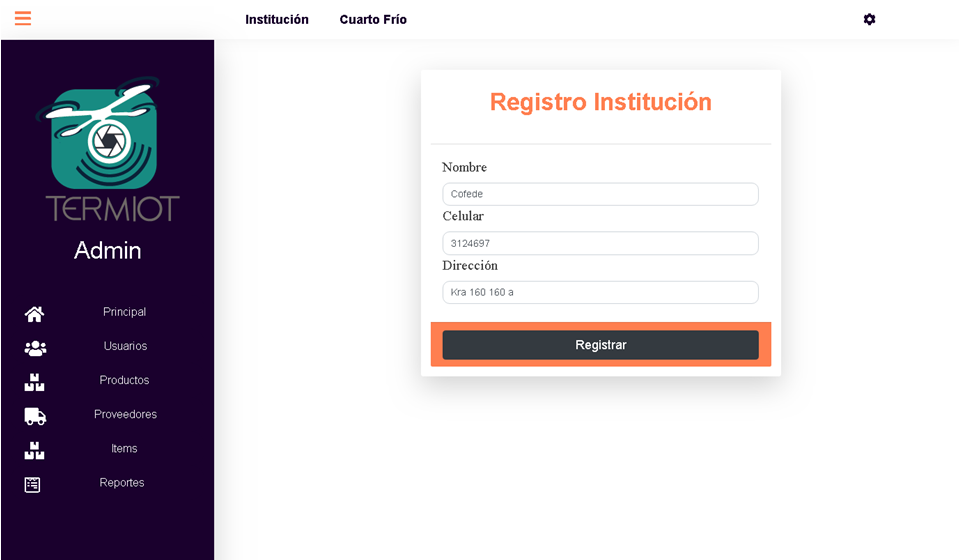 Institución Cuarto Frío
TERMIOT
Admin
Principal
Usuarios
Productos
Proveedores
Items
Reportes
Registro Institución
Nombre
Cofede
Celular
3124697
Dirección
Kra 160 160 a
Registrar